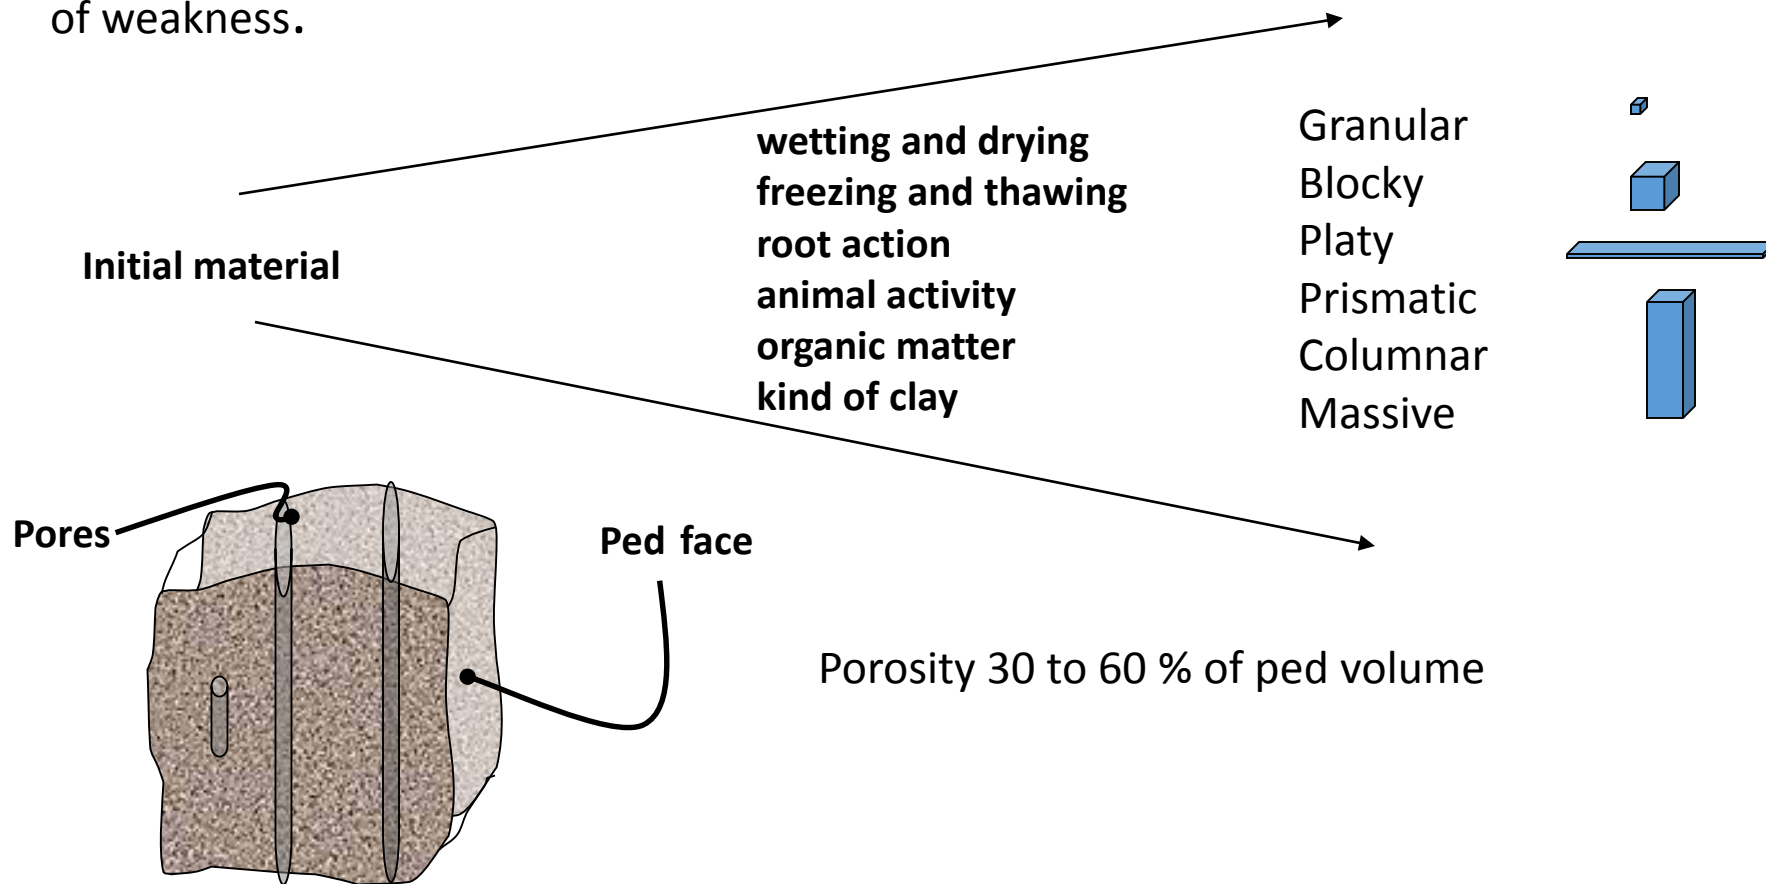 of weakness.
wetting and drying
freezing and thawing
root action
animal activity
organic matter
kind of clay
Initial material
Granular
Blocky
Platy
Prismatic
Columnar
Massive
Pores
Ped face
Porosity 30 to 60 % of ped volume